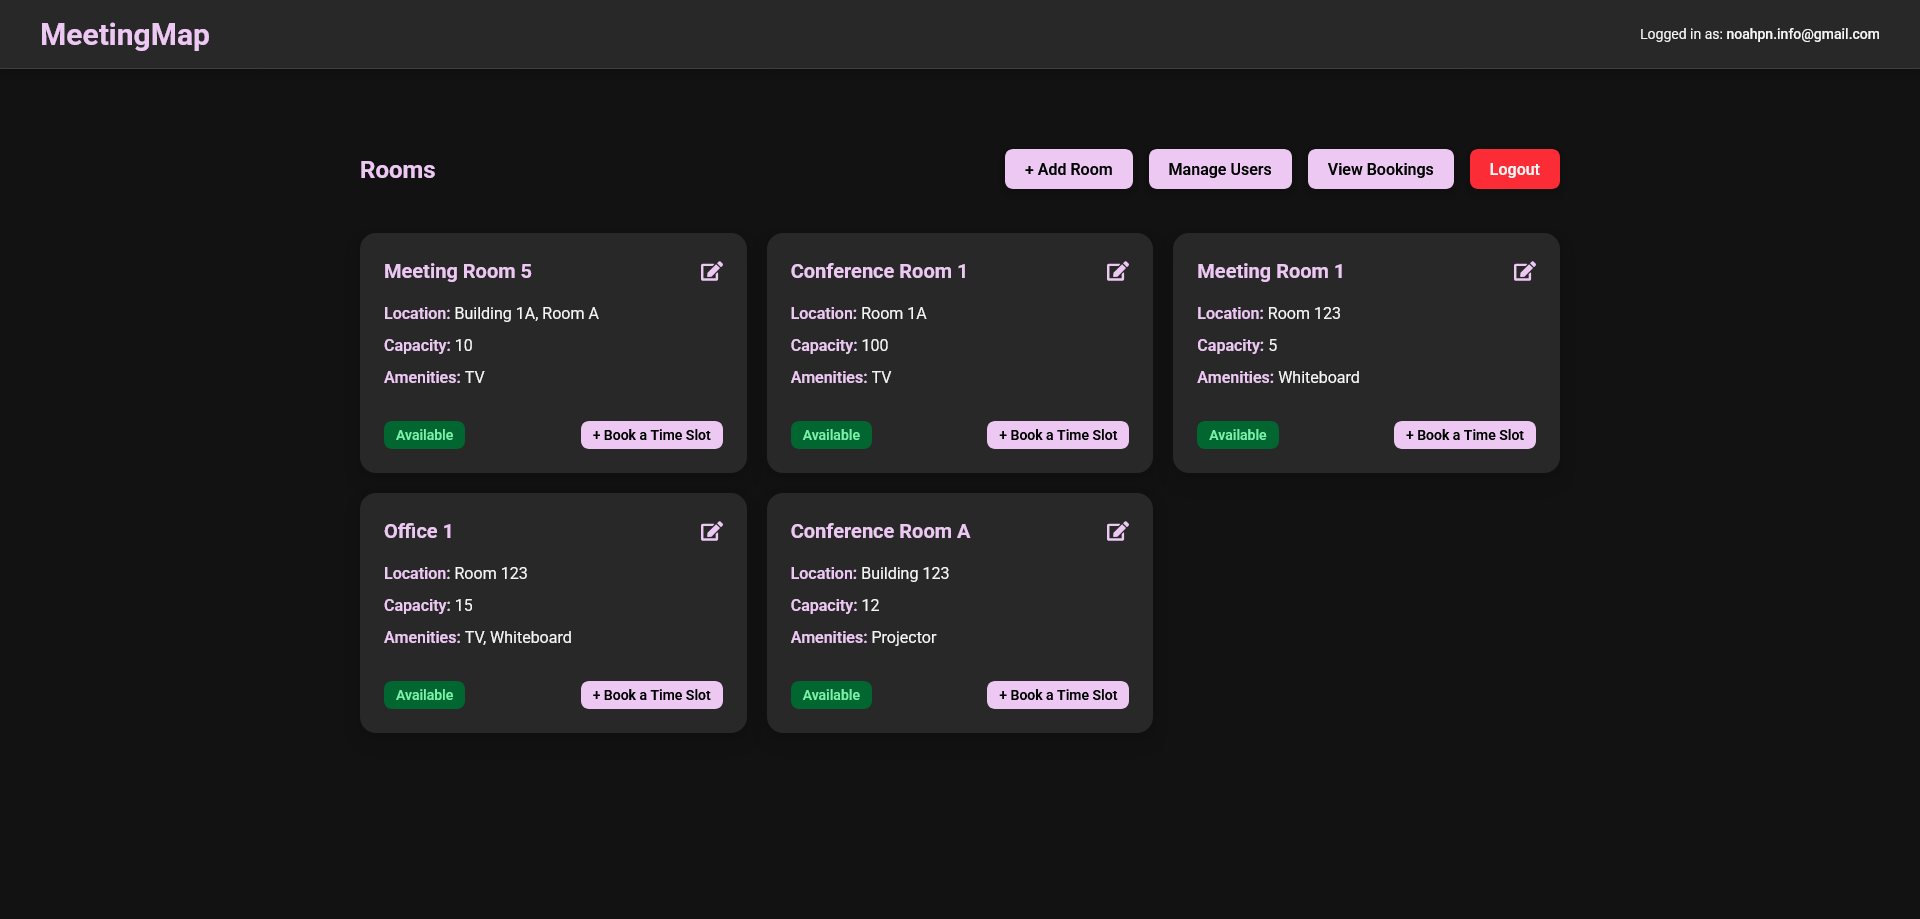 MeetingMap
Logged in as: noahpn.info@gmail.com
Rooms
+ Add Room
Manage Users
View Bookings
Logout
Meeting Room 5
Location: Building 1A, Room A
Capacity: 10
Amenities: TV
Available
+ Book a Time Slot
Conference Room 1
Location: Room 1A
Capacity: 100
Amenities: TV
Available
+ Book a Time Slot
Meeting Room 1
Location: Room 123
Capacity: 5
Amenities: Whiteboard
Available
+ Book a Time Slot
Office 1
Location: Room 123
Capacity: 15
Amenities: TV, Whiteboard
Available
+ Book a Time Slot
Conference Room A
Location: Building 123
Capacity: 12
Amenities: Projector
Available
+ Book a Time Slot